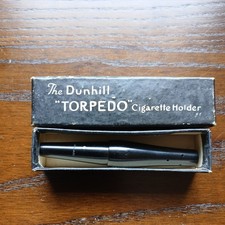 The Dunhill
"TORPEDO" Cigarette Holder